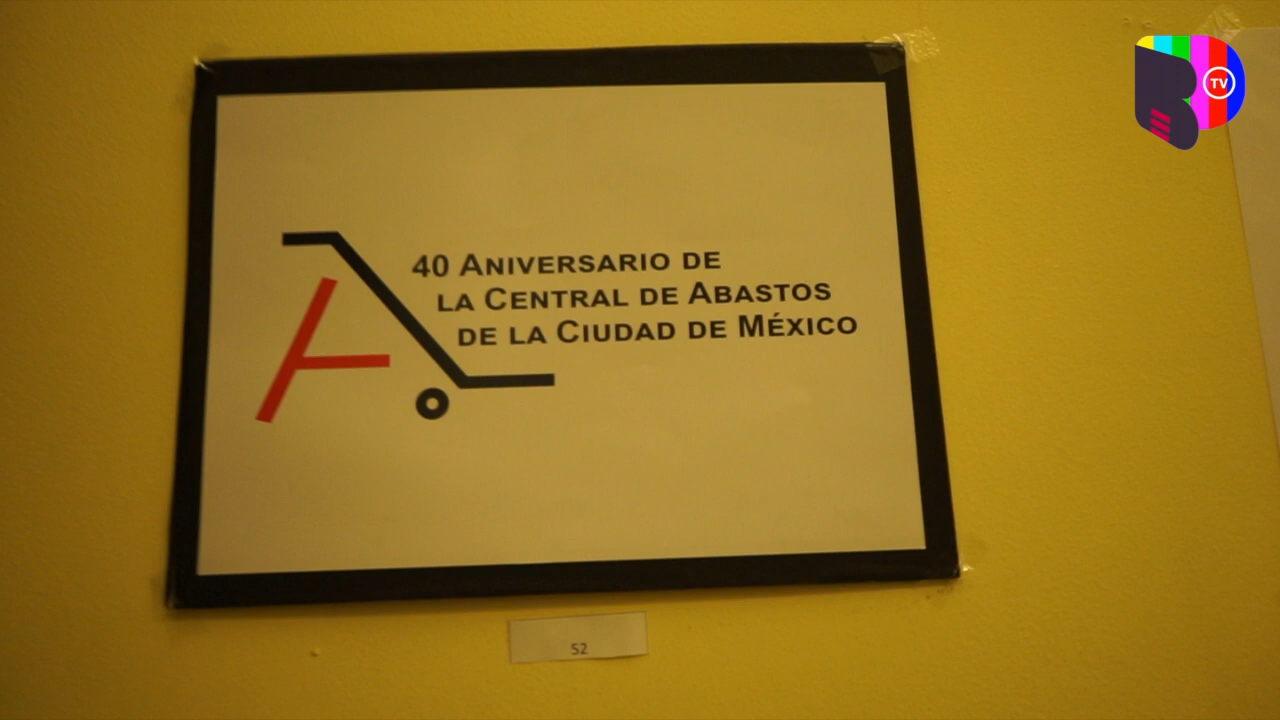 40 ANIVERSARIO DE
LA CENTRAL DE ABASTOS
DE LA CIUDAD DE MÉXICO
52
TV